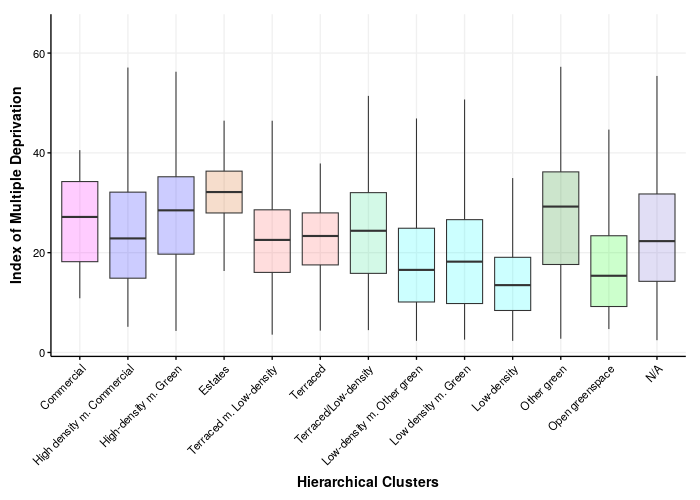 Index of Multiple Deprivation
60
40
20
0
Commercial
High density m. Commercial
High-density m. Green
Estates
Terraced m. Low-density
Terraced
Terraced/Low-density
Low-density m. Other green
Low density m. Green
Low-density
Other green
Open greenspace
N/A
Hierarchical Clusters